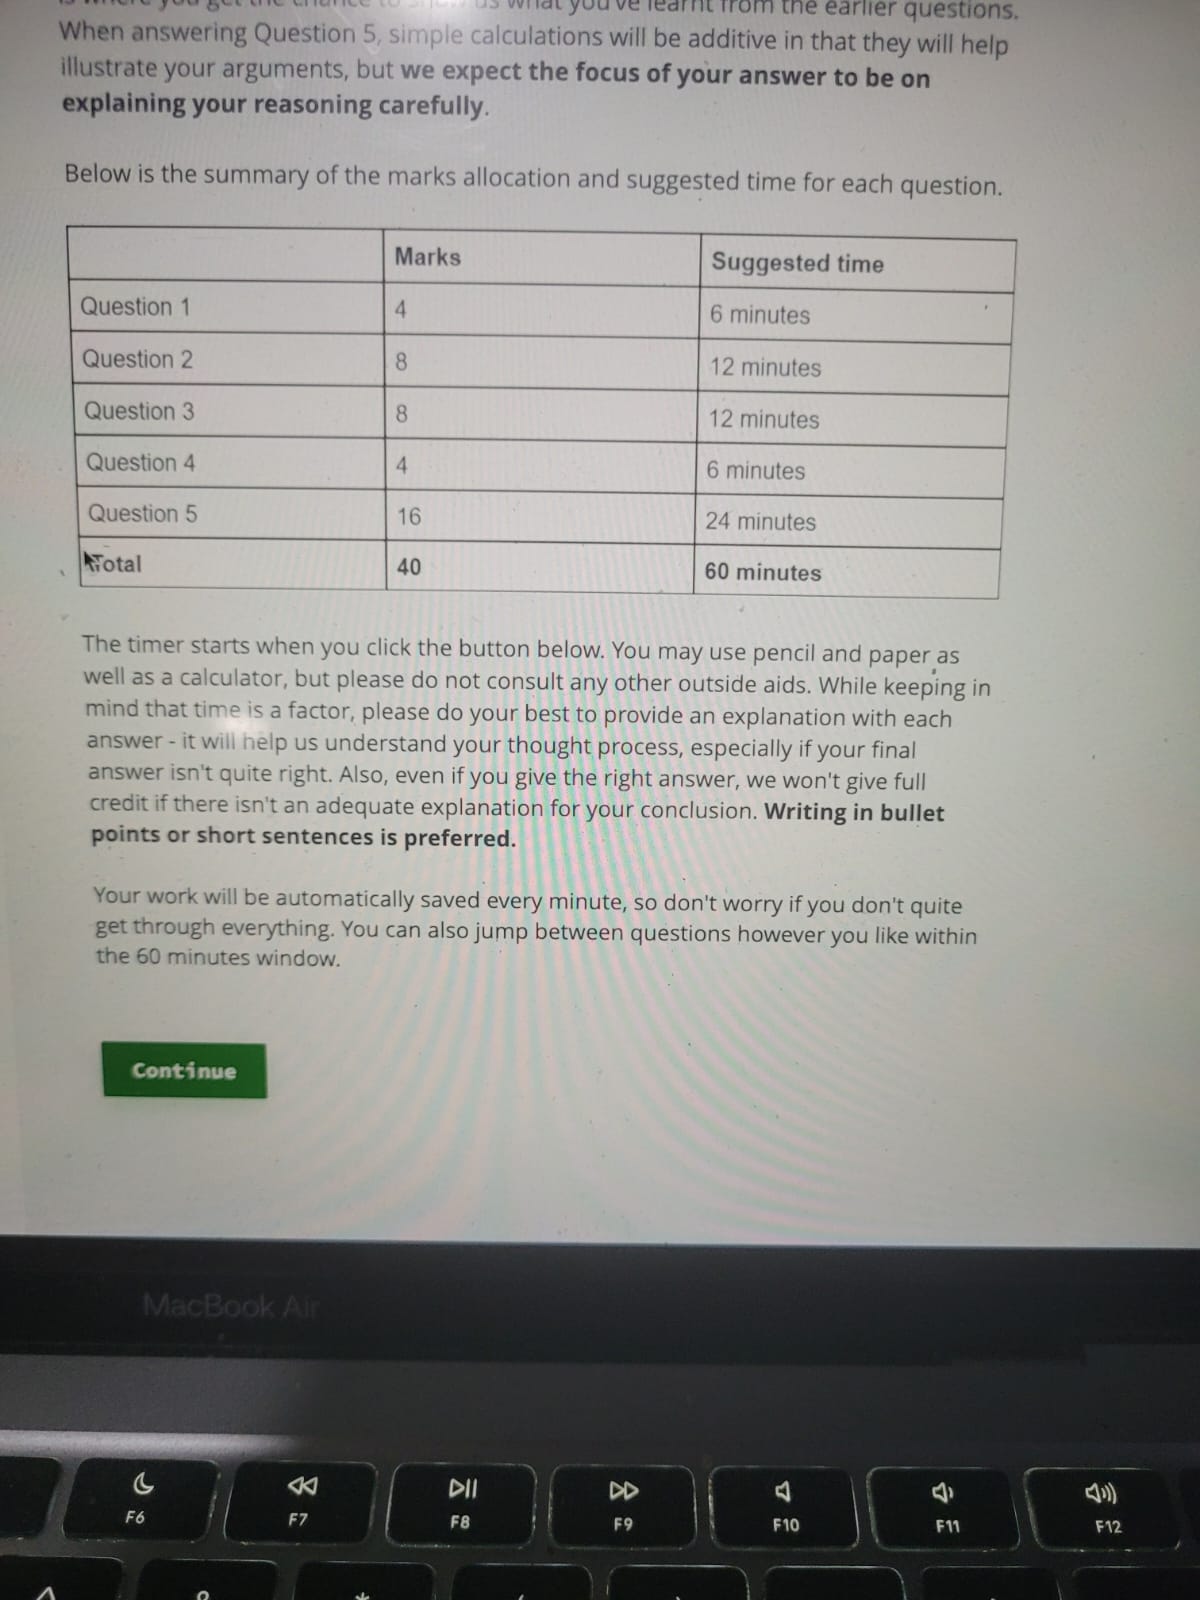 you get the chance to show us what you've learnt from the earlier questions.
When answering Question 5, simple calculations will be additive in that they will help
illustrate your arguments, but we expect the focus of your answer to be on
explaining your reasoning carefully.
Below is the summary of the marks allocation and suggested time for each question.
Marks Suggested time
Question 1 4 6 minutes
Question 2 8 12 minutes
Question 3 8 12 minutes
Question 4 4 6 minutes
Question 5 16 24 minutes
Total 40 60 minutes
The timer starts when you click the button below. You may use pencil and paper as
well as a calculator, but please do not consult any other outside aids. While keeping in
mind that time is a factor, please do your best to provide an explanation with each
answer - it will help us understand your thought process, especially if your final
answer isn't quite right. Also, even if you give the right answer, we won't give full
credit if there isn't an adequate explanation for your conclusion. Writing in bullet
points or short sentences is preferred.
Your work will be automatically saved every minute, so don't worry if you don't quite
get through everything. You can also jump between questions however you like within
the 60 minutes window.
Continue
MacBook Air
F6 F7 F8 F9 F10 F11 F12